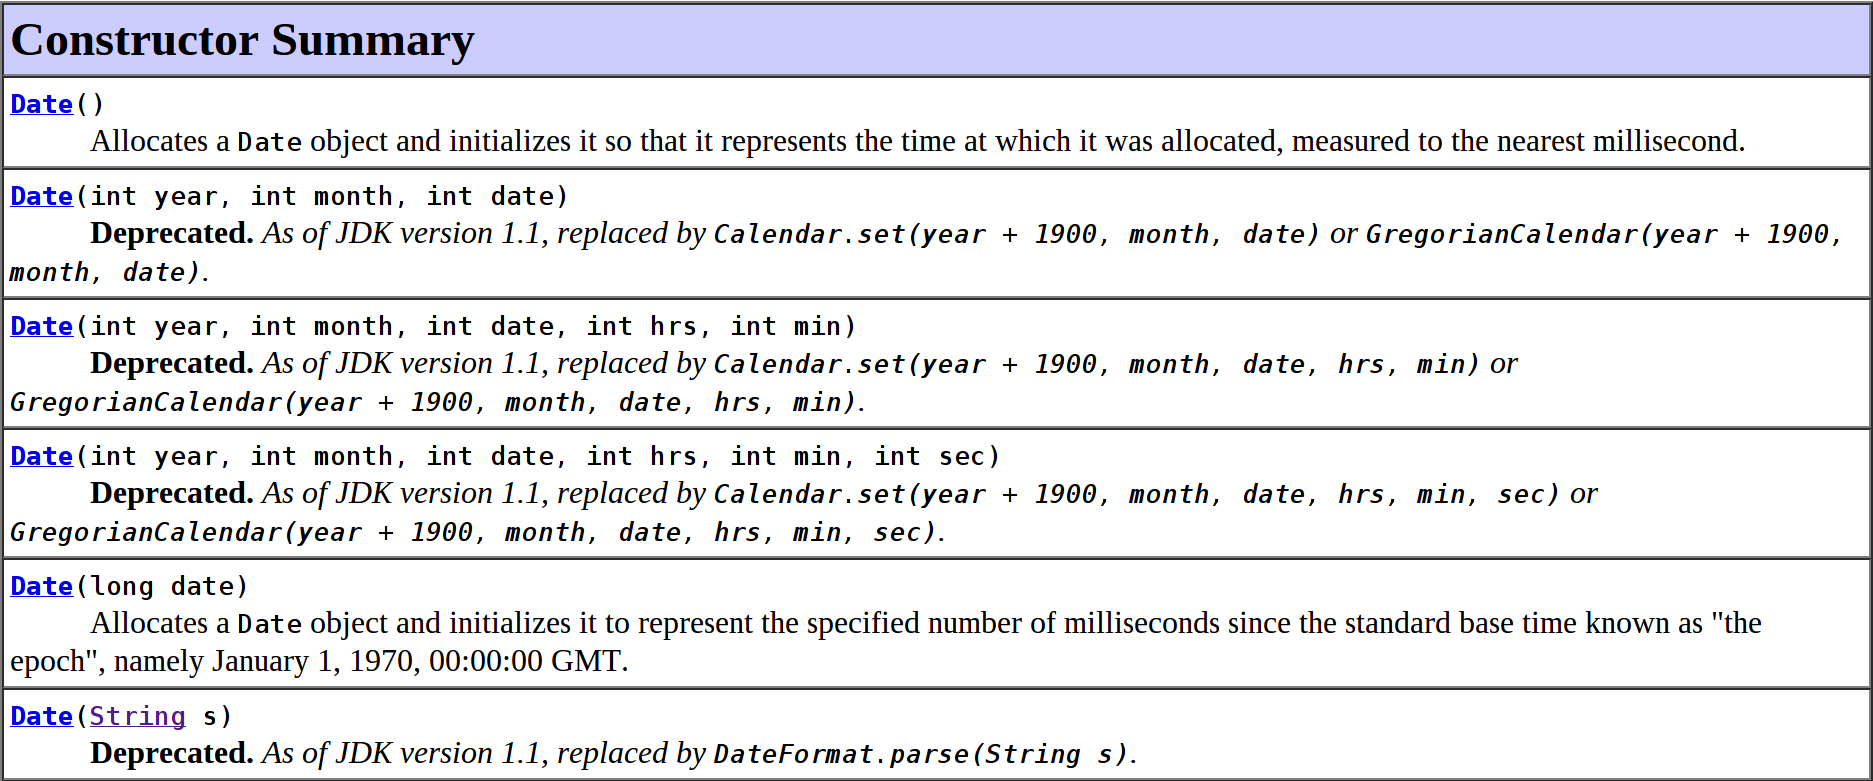 Constructor Summary
Date()
Allocates a Date object and initializes it so that it represents the time at which it was allocated, measured to the nearest millisecond.
Date(int year, int month, int date)
Deprecated. As of JDK version 1.1, replaced by Calendar.set(year + 1900, month, date) or GregorianCalendar(year + 1900,
month, date).
Date(int year, int month, int date, int hrs, int min)
Deprecated. As of JDK version 1.1, replaced by Calendar.set(year + 1900, month, date, hrs, min) or
GregorianCalendar(year + 1900, month, date, hrs, min).
Date(int year, int month, int date, int hrs, int min, int sec)
Deprecated. As of JDK version 1.1, replaced by Calendar.set(year + 1900, month, date, hrs, min, sec) or
GregorianCalendar(year + 1900, month, date, hrs, min, sec).
Date(long date)
Allocates a Date object and initializes it to represent the specified number of milliseconds since the standard base time known as "the
epoch", namely January 1, 1970, 00:00:00 GMT.
Date(String s)
Deprecated. As of JDK version 1.1, replaced by DateFormat.parse(String s).